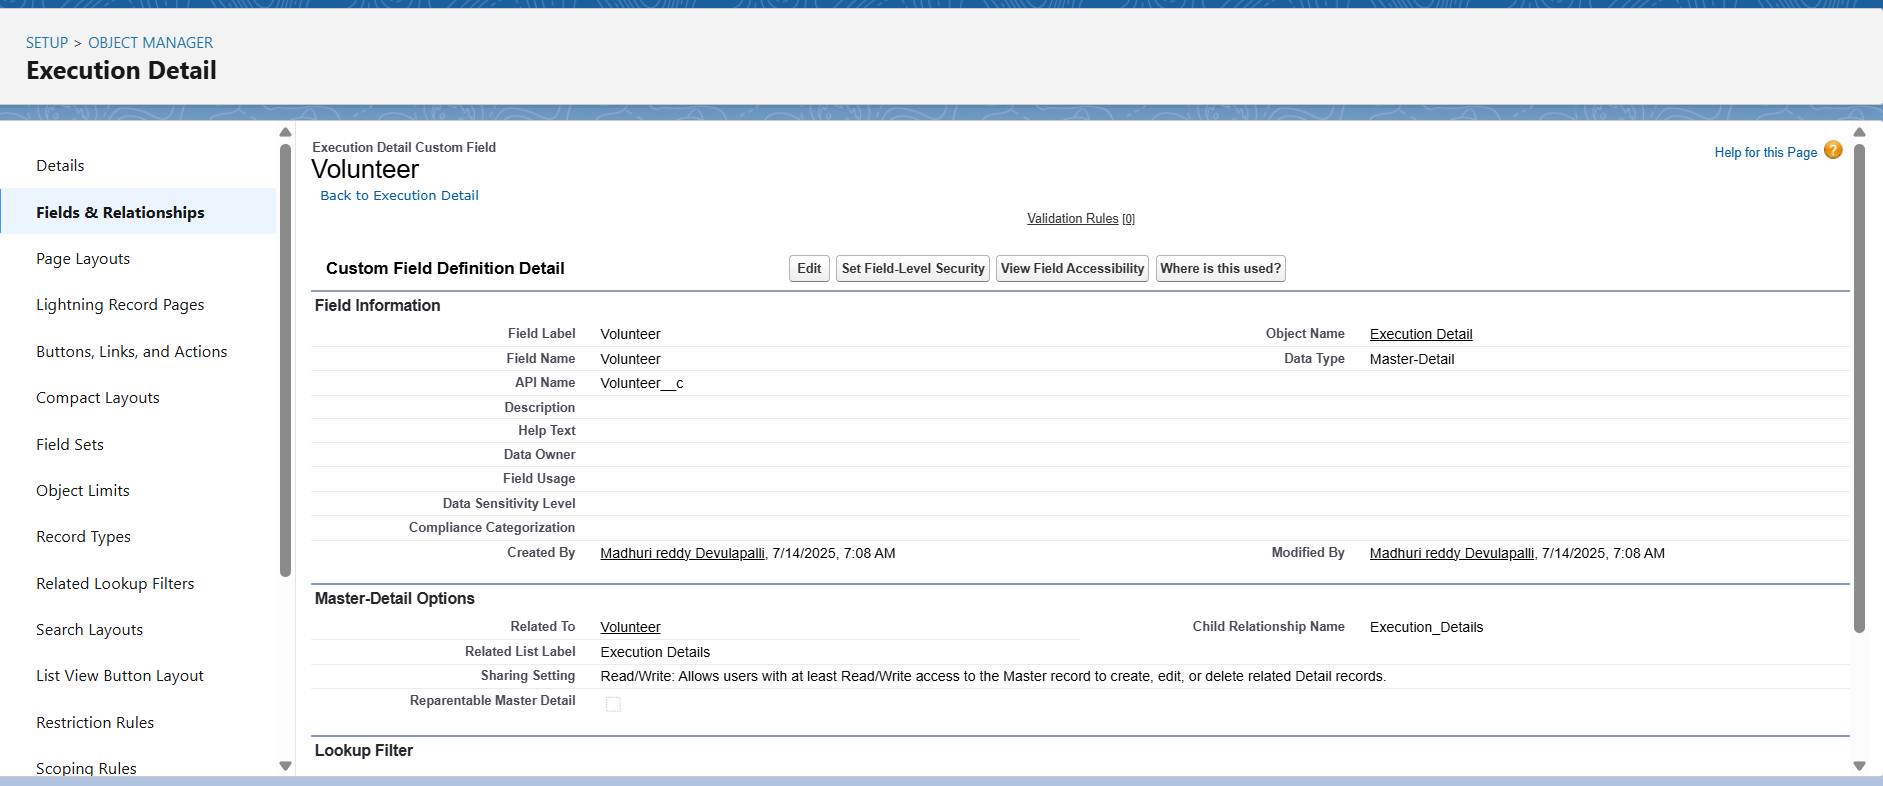 SETUP > OBJECT MANAGER
Execution Detail
Details
Fields & Relationships
Page Layouts
Lightning Record Pages
Buttons, Links, and Actions
Compact Layouts
Field Sets
Object Limits
Record Types
Related Lookup Filters
Search Layouts
List View Button Layout
Restriction Rules
Scoping Rules
Execution Detail Custom Field
Volunteer
Back to Execution Detail
Help for this Page ?
Validation Rules [0]
Custom Field Definition Detail
Edit Set Field-Level Security View Field Accessibility Where is this used?
Field Information
Field Label Volunteer Object Name Execution Detail
Field Name Volunteer Data Type Master-Detail
API Name Volunteer__c
Description
Help Text
Data Owner
Field Usage
Data Sensitivity Level
Compliance Categorization
Created By Madhuri reddy Devulapalli, 7/14/2025, 7:08 AM Modified By Madhuri reddy Devulapalli, 7/14/2025, 7:08 AM
Master-Detail Options
Related To Volunteer Child Relationship Name Execution_Details
Related List Label Execution Details
Sharing Setting Read/Write: Allows users with at least Read/Write access to the Master record to create, edit, or delete related Detail records.
Reparentable Master Detail
Lookup Filter